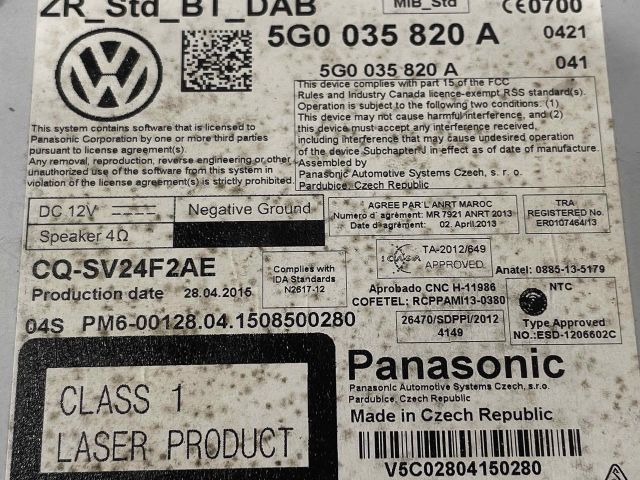 ZR_Std_BT_DAB
MIB_Std
CE0700
5G0 035 820 A
0421
5G0 035 820 A
041
This system contains software that is licensed to
Panasonic Corporation by one or more third parties
pursuant to license agreement(s).
Any removal, reproduction, reverse engineering or other
unauthorized use of the software from this system in
violation of the license agreement(s) is strictly prohibited.
This device complies with part 15 of the FCC
Rules and Industry Canada licence-exempt RSS standard(s).
Operation is subject to the following two conditions. (1)
This device may not cause harmful interference, and (2)
this device must accept any interference received,
including interference that may cause undesired operation
of the device.Subchapter J in effect as of date of manufacture.
Assembled by
Panasonic Automotive Systems Czech, s. r. o.
Pardubice, Czech Republic
DC 12V
Negative Ground
Speaker 4Ω
AGREE PAR L'ANRT MAROC
Numero d`agrément: MR 7921 ANRT 2013
Date d`agrément: 02. April.2013
TRA
REGISTERED No.
ER0107464/13
CQ-SV24F2AE
Production date 28.04.2015
Complies with
IDA Standards
N2617-12
ICASA
APPROVED
TA-2012/649
Anatel: 0885-13-5179
Aprobado CNC H-11986
COFETEL: RCPPAMI13-0380
NTC
Type Approved
NO.:ESD-1206602C
26470/SDPPI/2012
4149
04S PM6-00128.04.1508500280
CLASS 1
LASER PRODUCT
Panasonic
Panasonic Automotive Systems Czech, s.r.o.
Pardubice, Czech Republic
Made in Czech Republic
V5C02804150280